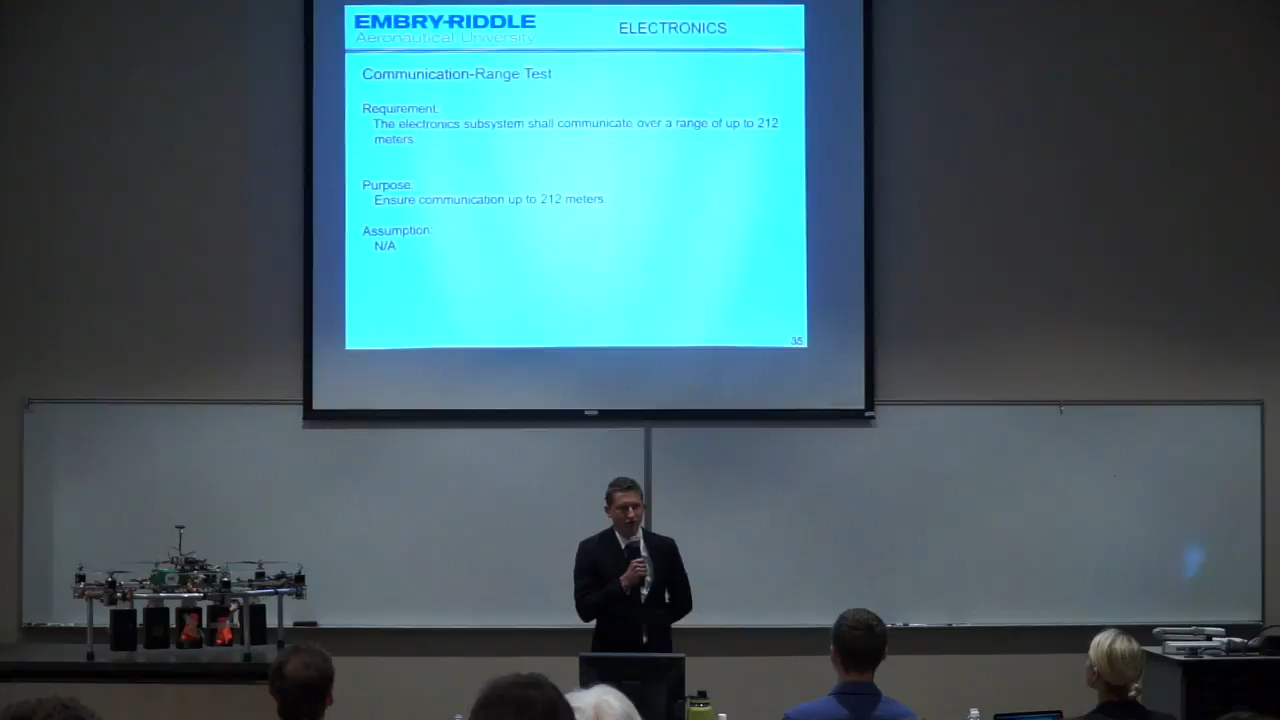 EMBRY-RIDDLE
Aeronautical University
ELECTRONICS
Communication-Range Test
Requirement:
The electronics subsystem shall communicate over a range of up to 212
meters.
Purpose:
Ensure communication up to 212 meters.
Assumption:
N/A
35